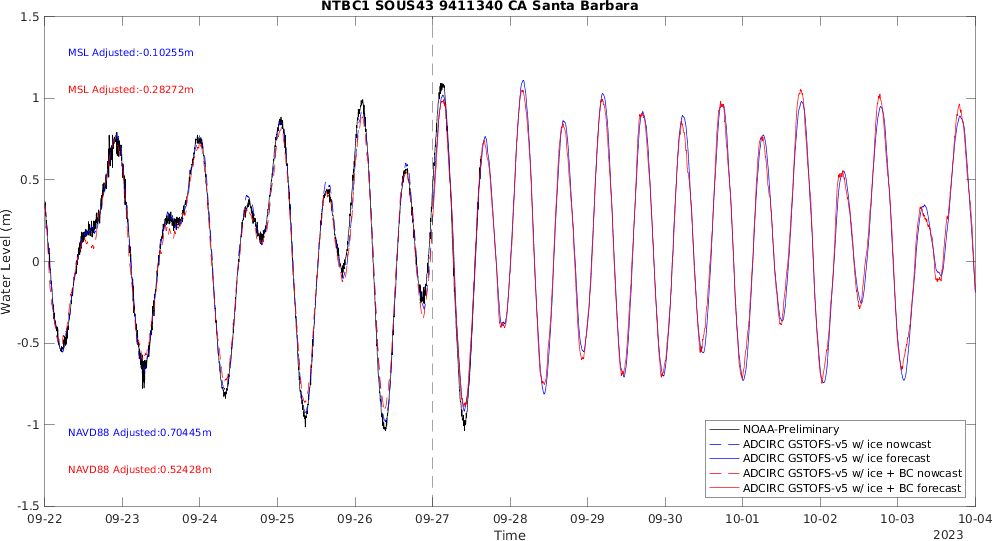 NTBC1 SOUS43 9411340 CA Santa Barbara
1.5
1
0.5
0
-0.5
-1
-1.5
Water Level (m)
MSL Adjusted:-0.10255m
MSL Adjusted:-0.28272m
NAVD88 Adjusted:0.70445m
NAVD88 Adjusted:0.52428m
NOAA-Preliminary
ADCIRC GSTOFS-v5 w/ ice nowcast
ADCIRC GSTOFS-v5 w/ ice forecast
ADCIRC GSTOFS-v5 w/ ice + BC nowcast
ADCIRC GSTOFS-v5 w/ ice + BC forecast
09-22 09-23 09-24 09-25 09-26 09-27 09-28 09-29 09-30 10-01 10-02 10-03 10-04
Time
2023